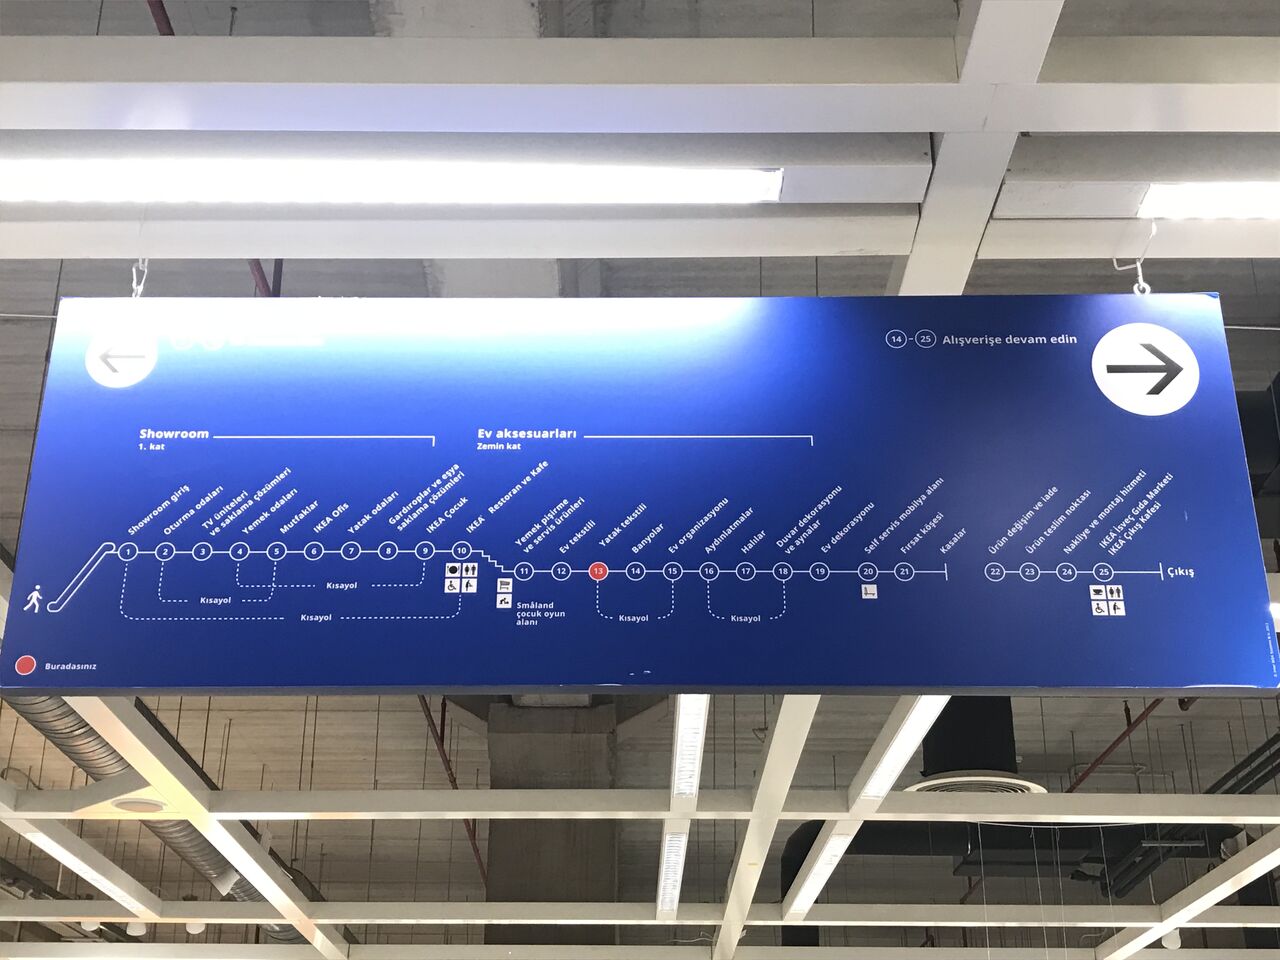 14 - 25 Alışverişe devam edin
Showroom
1. kat
Ev aksesuarları
Zemin kat
Showroom giriş
Oturma odaları
TV üniteleri
ve saklama çözümleri
Yemek odaları
Mutfaklar
IKEA Ofis
Yatak odaları
Gardıroplar ve eşya
saklama çözümleri
IKEA Çocuk
IKEA Restoran ve Kafe
Yemek pişirme
ve servis ürünleri
Ev tekstili
Yatak tekstili
Banyolar
Ev organizasyonu
Aydınlatmalar
Halılar
Duvar dekorasyonu
ve aynalar
Ev dekorasyonu
Self servis mobilya alanı
Fırsat köşesi
Kasalar
Ürün değişim ve iade
Ürün teslim noktası
Nakliye ve montaj hizmeti
IKEA İsveç Gıda Marketi
IKEA Çıkış Kafesi
1 2 3 4 5 6 7 8 9 10 11 12 13 14 15 16 17 18 19 20 21 22 23 24 25 Çıkış
Kısayol
Kısayol
Kısayol
Småland
çocuk oyun
alanı
Kısayol
Kısayol
Buradasınız